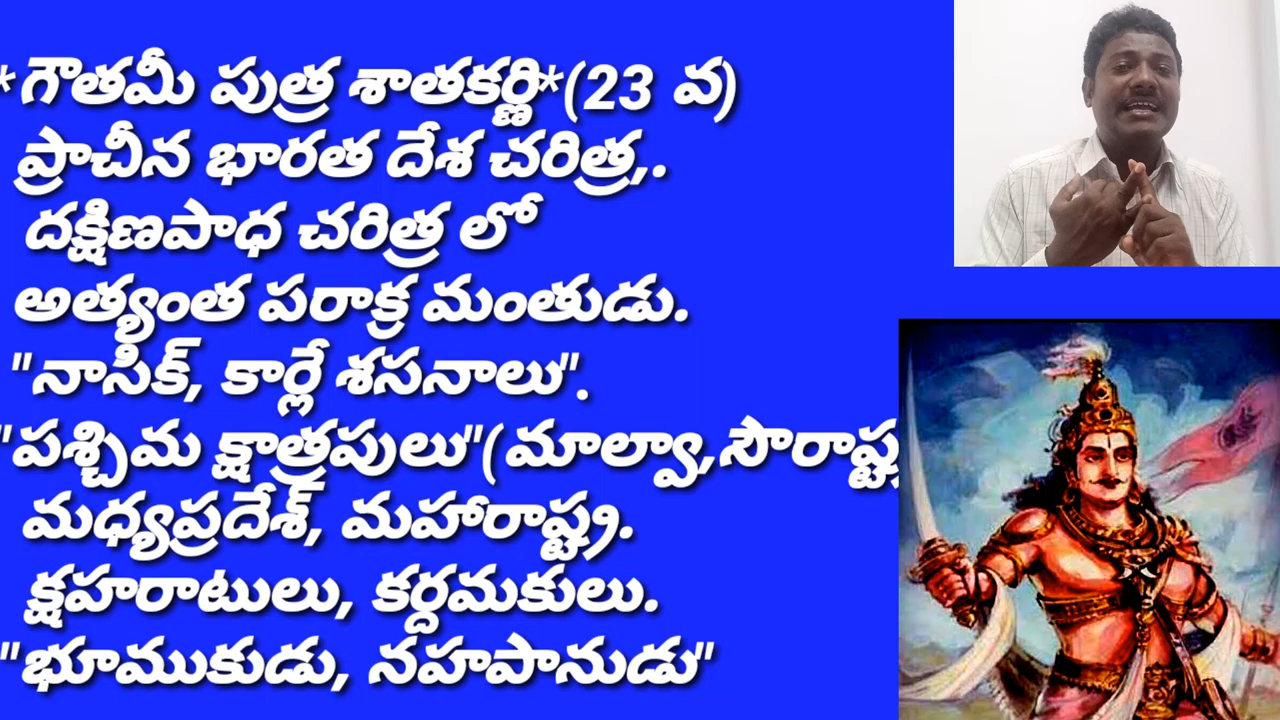 *గౌతమీ పుత్ర శాతకర్ణి*(23 వ)
ప్రాచీన భారత దేశ చరిత్ర,.
దక్షిణపాధ చరిత్ర లో
అత్యంత పరాక్ర మంతుడు.
"నాసిక్, కార్లే శసనాలు".
"పశ్చిమ క్షాత్రపులు"(మాల్వా,సౌరాష్ట్ర
మధ్యప్రదేశ్, మహారాష్ట్ర.
క్షహరాటులు, కర్దమకులు.
"భూముకుడు, నహపానుడు"